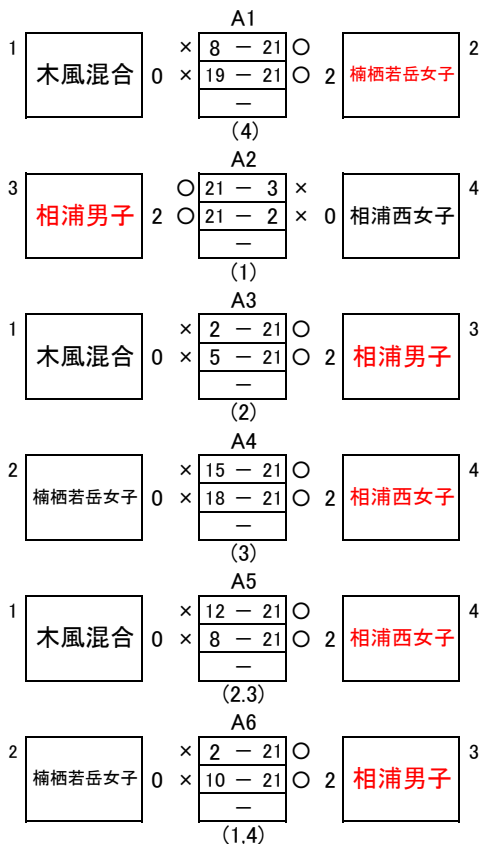 A1
1 木風混合 0 × 8 － 21 ○ 2 楠栖若岳女子 2
× 19 － 21 ○
－
(4)
A2
3 相浦男子 2 ○ 21 － 3 × 0 相浦西女子 4
○ 21 － 2 ×
－
(1)
A3
1 木風混合 0 × 2 － 21 ○ 2 相浦男子 3
× 5 － 21 ○
－
(2)
A4
2 楠栖若岳女子 0 × 15 － 21 ○ 2 相浦西女子 4
× 18 － 21 ○
－
(3)
A5
1 木風混合 0 × 12 － 21 ○ 2 相浦西女子 4
× 8 － 21 ○
－
(2.3)
A6
2 楠栖若岳女子 0 × 2 － 21 ○ 2 相浦男子 3
× 10 － 21 ○
－
(1,4)